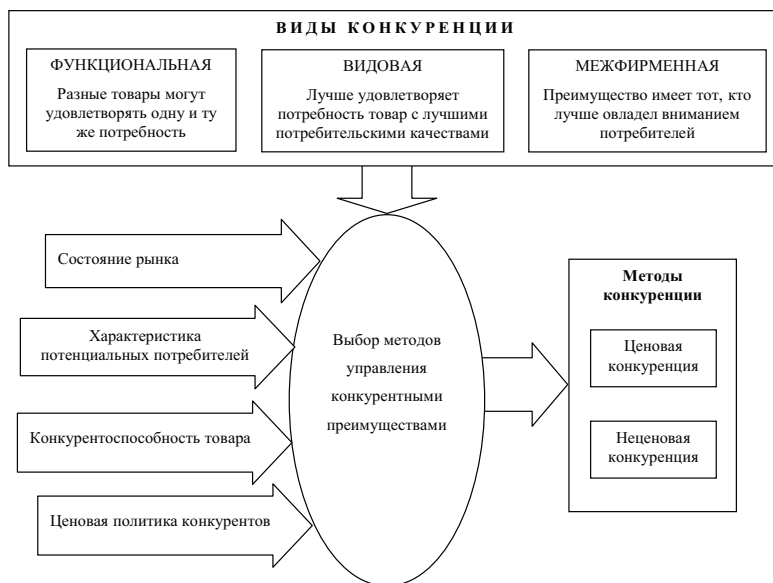 ВИДЫ КОНКУРЕНЦИИ
ФУНКЦИОНАЛЬНАЯ
Разные товары могут
удовлетворять одну и ту
же потребность
ВИДОВАЯ
Лучше удовлетворяет
потребность товар с лучшими
потребительскими качествами
МЕЖФИРМЕННАЯ
Преимущество имеет тот, кто
лучше овладел вниманием
потребителей
Состояние рынка
Характеристика
потенциальных потребителей
Конкурентоспособность товара
Ценовая политика конкурентов
Выбор методов
управления
конкурентными
преимуществами
Методы
конкуренции
Ценовая
конкуренция
Неценовая
конкуренция